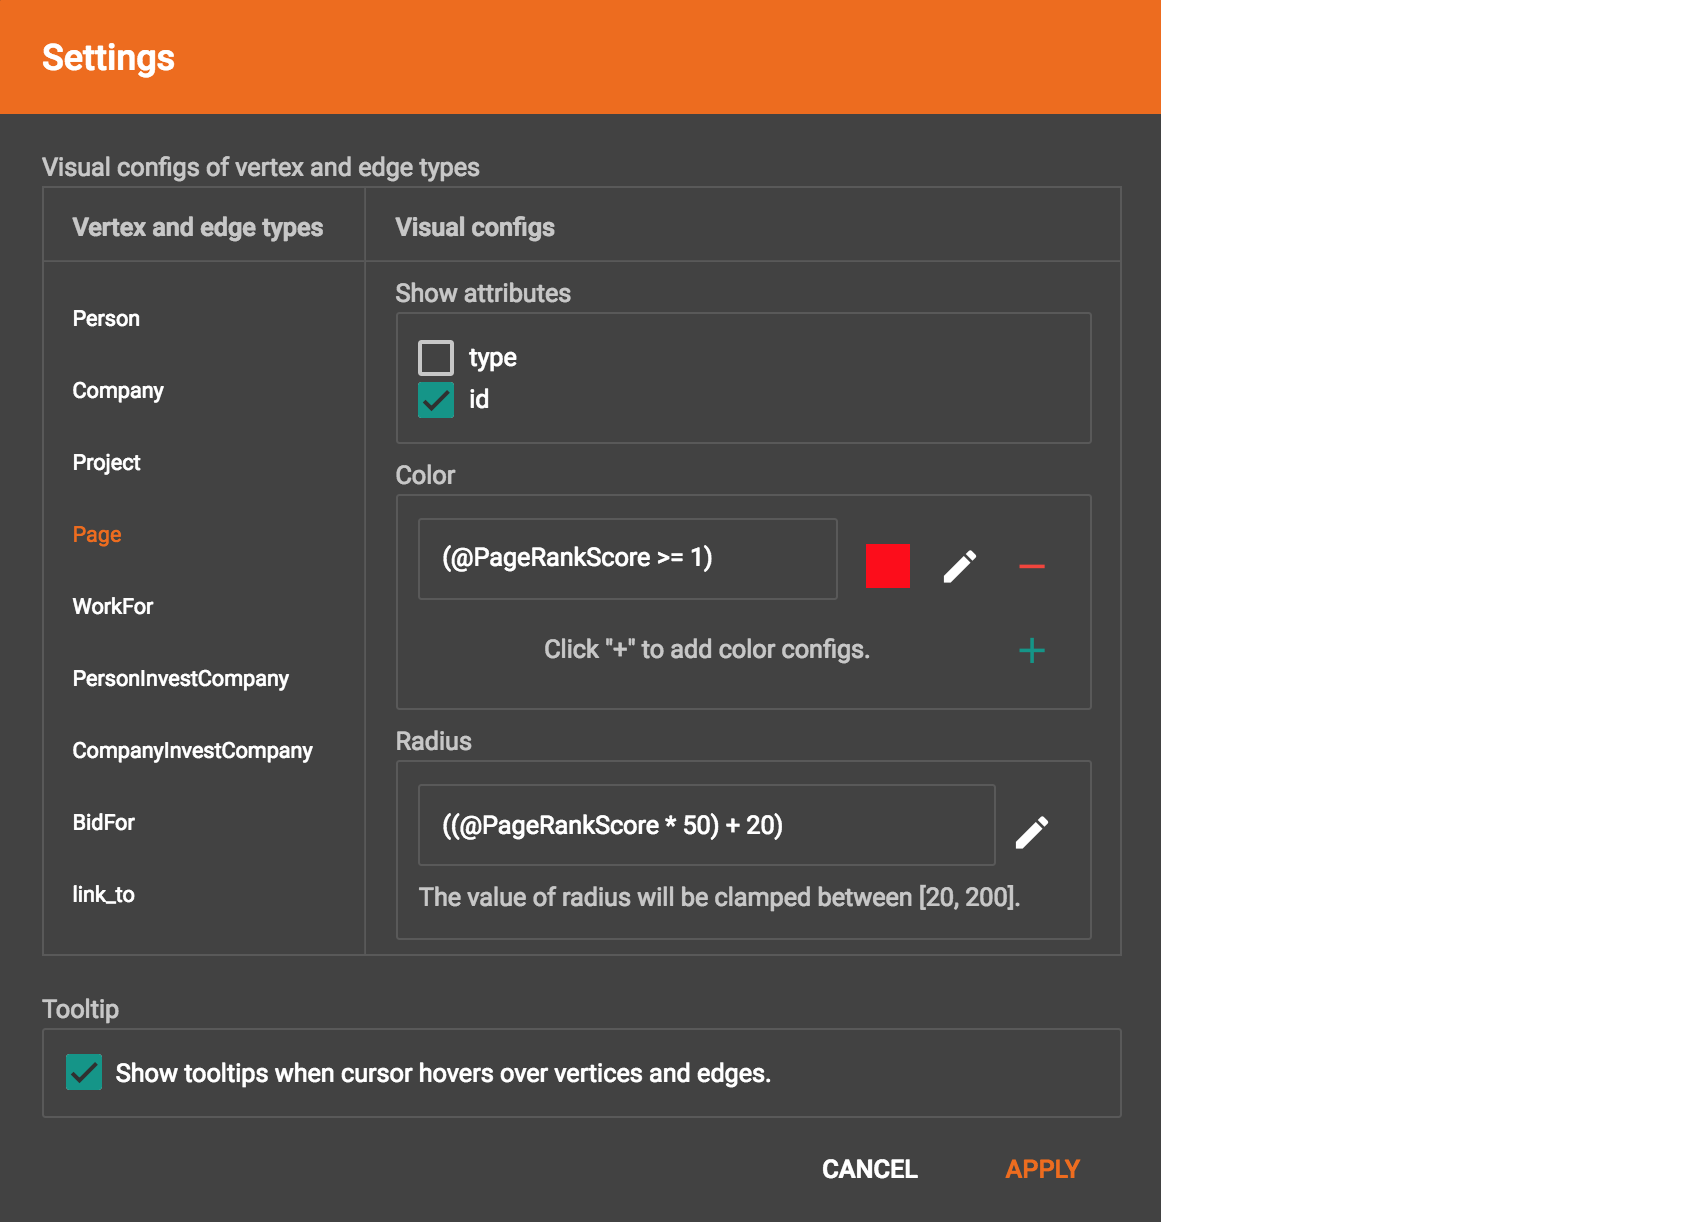 Settings
Visual configs of vertex and edge types
Vertex and edge types
Visual configs
Person
Company
Project
Page
WorkFor
PersonInvestCompany
CompanyInvestCompany
BidFor
link_to
Show attributes
type
id
Color
(@PageRankScore >= 1)
Click "+" to add color configs.
Radius
((@PageRankScore * 50) + 20)
The value of radius will be clamped between [20, 200].
Tooltip
Show tooltips when cursor hovers over vertices and edges.
CANCEL
APPLY